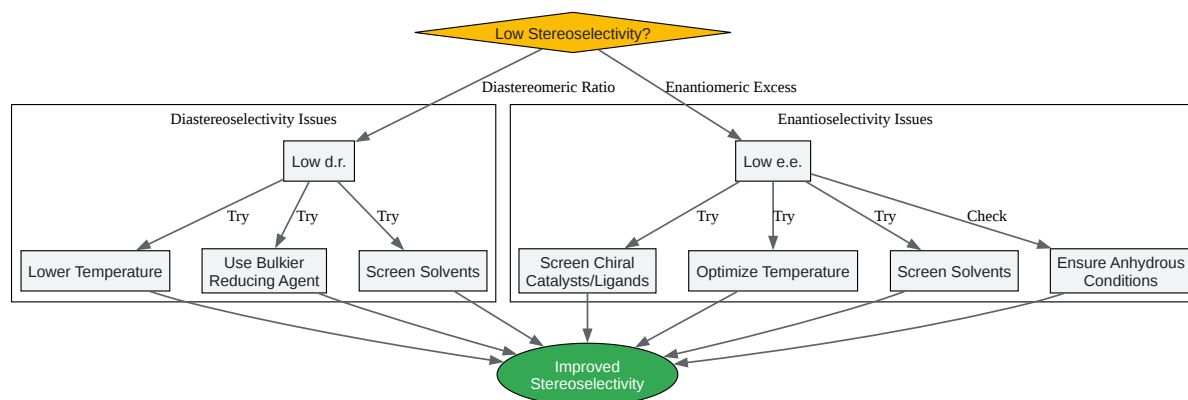 Low Stereoselectivity?
Diastereomeric Ratio
Enantiomeric Excess
Diastereoselectivity Issues
Enantioselectivity Issues
Low d.r.
Low e.e.
Try
Try
Try
Try
Try
Try
Check
Lower Temperature
Use Bulkier
Reducing Agent
Screen Solvents
Screen Chiral
Catalysts/Ligands
Optimize Temperature
Screen Solvents
Ensure Anhydrous
Conditions
Improved
Stereoselectivity